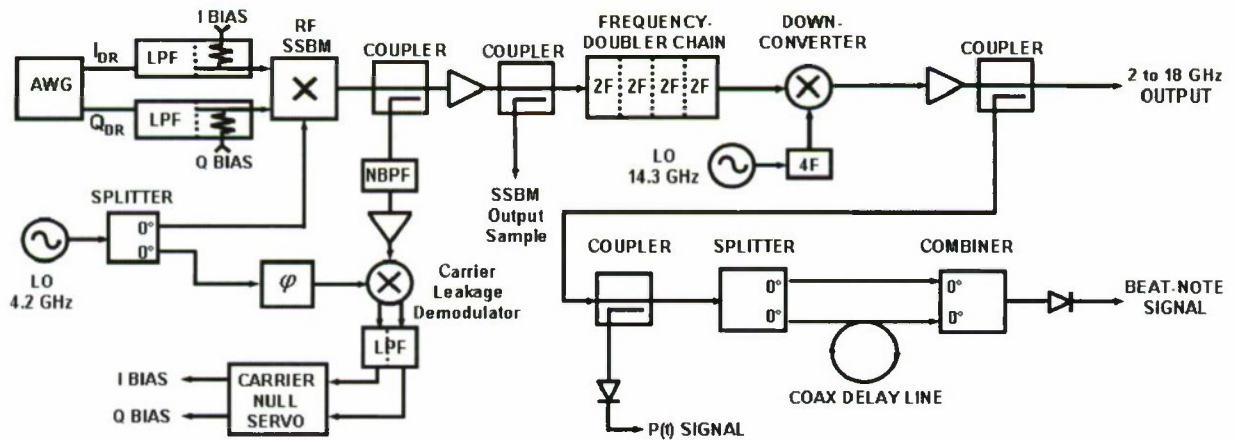 I BIAS
RF
SSBM
I DR
LPF
AWG
Q DR
LPF
Q BIAS
COUPLER
COUPLER
FREQUENCY-
DOUBLER CHAIN
2F 2F 2F 2F
DOWN-
CONVERTER
COUPLER
2 to 18 GHz
OUTPUT
LO
14.3 GHz
4F
NBPF
SSBM
Output
Sample
SPLITTER
0°
0°
LO
4.2 GHz
φ
Carrier
Leakage
Demodulator
LPF
I BIAS
Q BIAS
CARRIER
NULL
SERVO
COUPLER
SPLITTER
0°
0°
COMBINER
0°
0°
BEAT-NOTE
SIGNAL
COAX DELAY LINE
P(t) SIGNAL